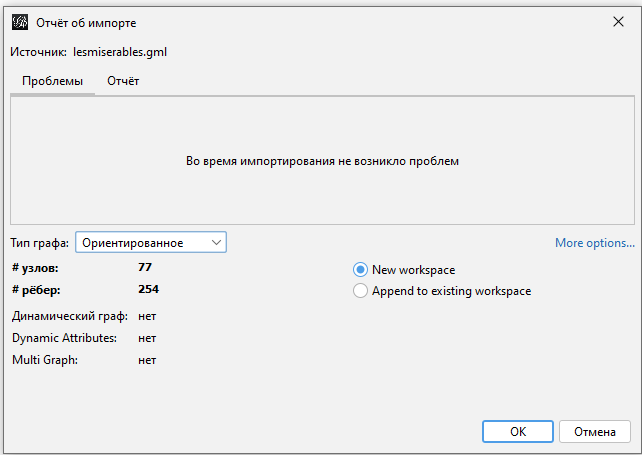 Отчёт об импорте
Источник: lesmiserables.gml
Проблемы Отчёт
Во время импортирования не возникло проблем
Тип графа: Ориентированное More options...
# узлов: 77 New workspace
# рёбер: 254 Append to existing workspace
Динамический граф: нет
Dynamic Attributes: нет
Multi Graph: нет
OK Отмена